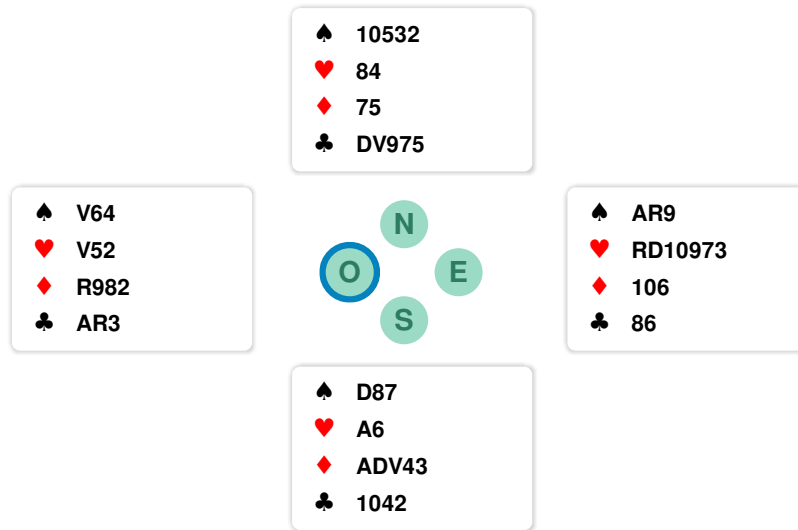 ♠ 10532
♥ 84
♦ 75
♣ DV975
♠ V64
♥ V52
♦ R982
♣ AR3
N
O
E
S
♠ AR9
♥ RD10973
♦ 106
♣ 86
♠ D87
♥ A6
♦ ADV43
♣ 1042